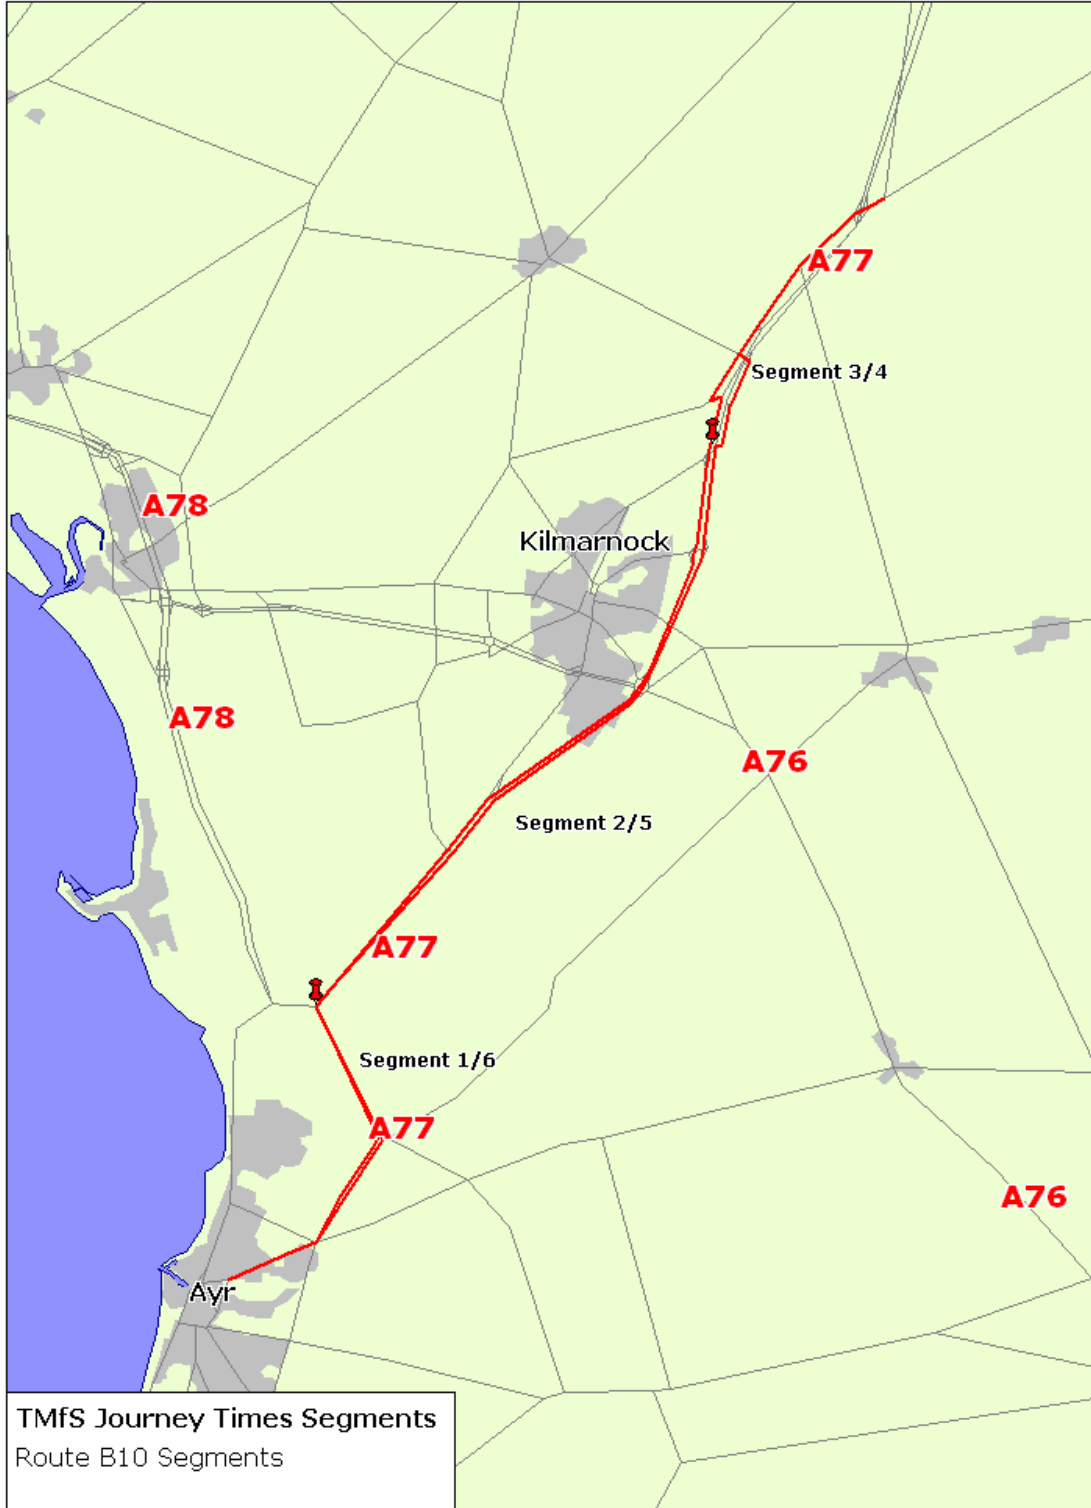 A77
Segment 3/4
A78
Kilmarnock
A78
A76
Segment 2/5
A77
Segment 1/6
A77
A76
Ayr
TMfS Journey Times Segments
Route B10 Segments